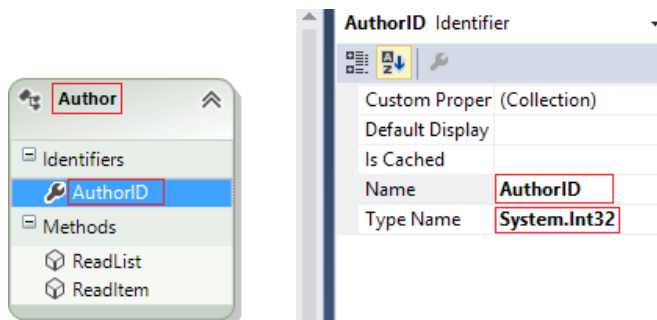 Author
Identifiers
AuthorID
Methods
ReadList
ReadItem
AuthorID Identifier
Custom Proper (Collection)
Default Display
Is Cached
Name AuthorID
Type Name System.Int32